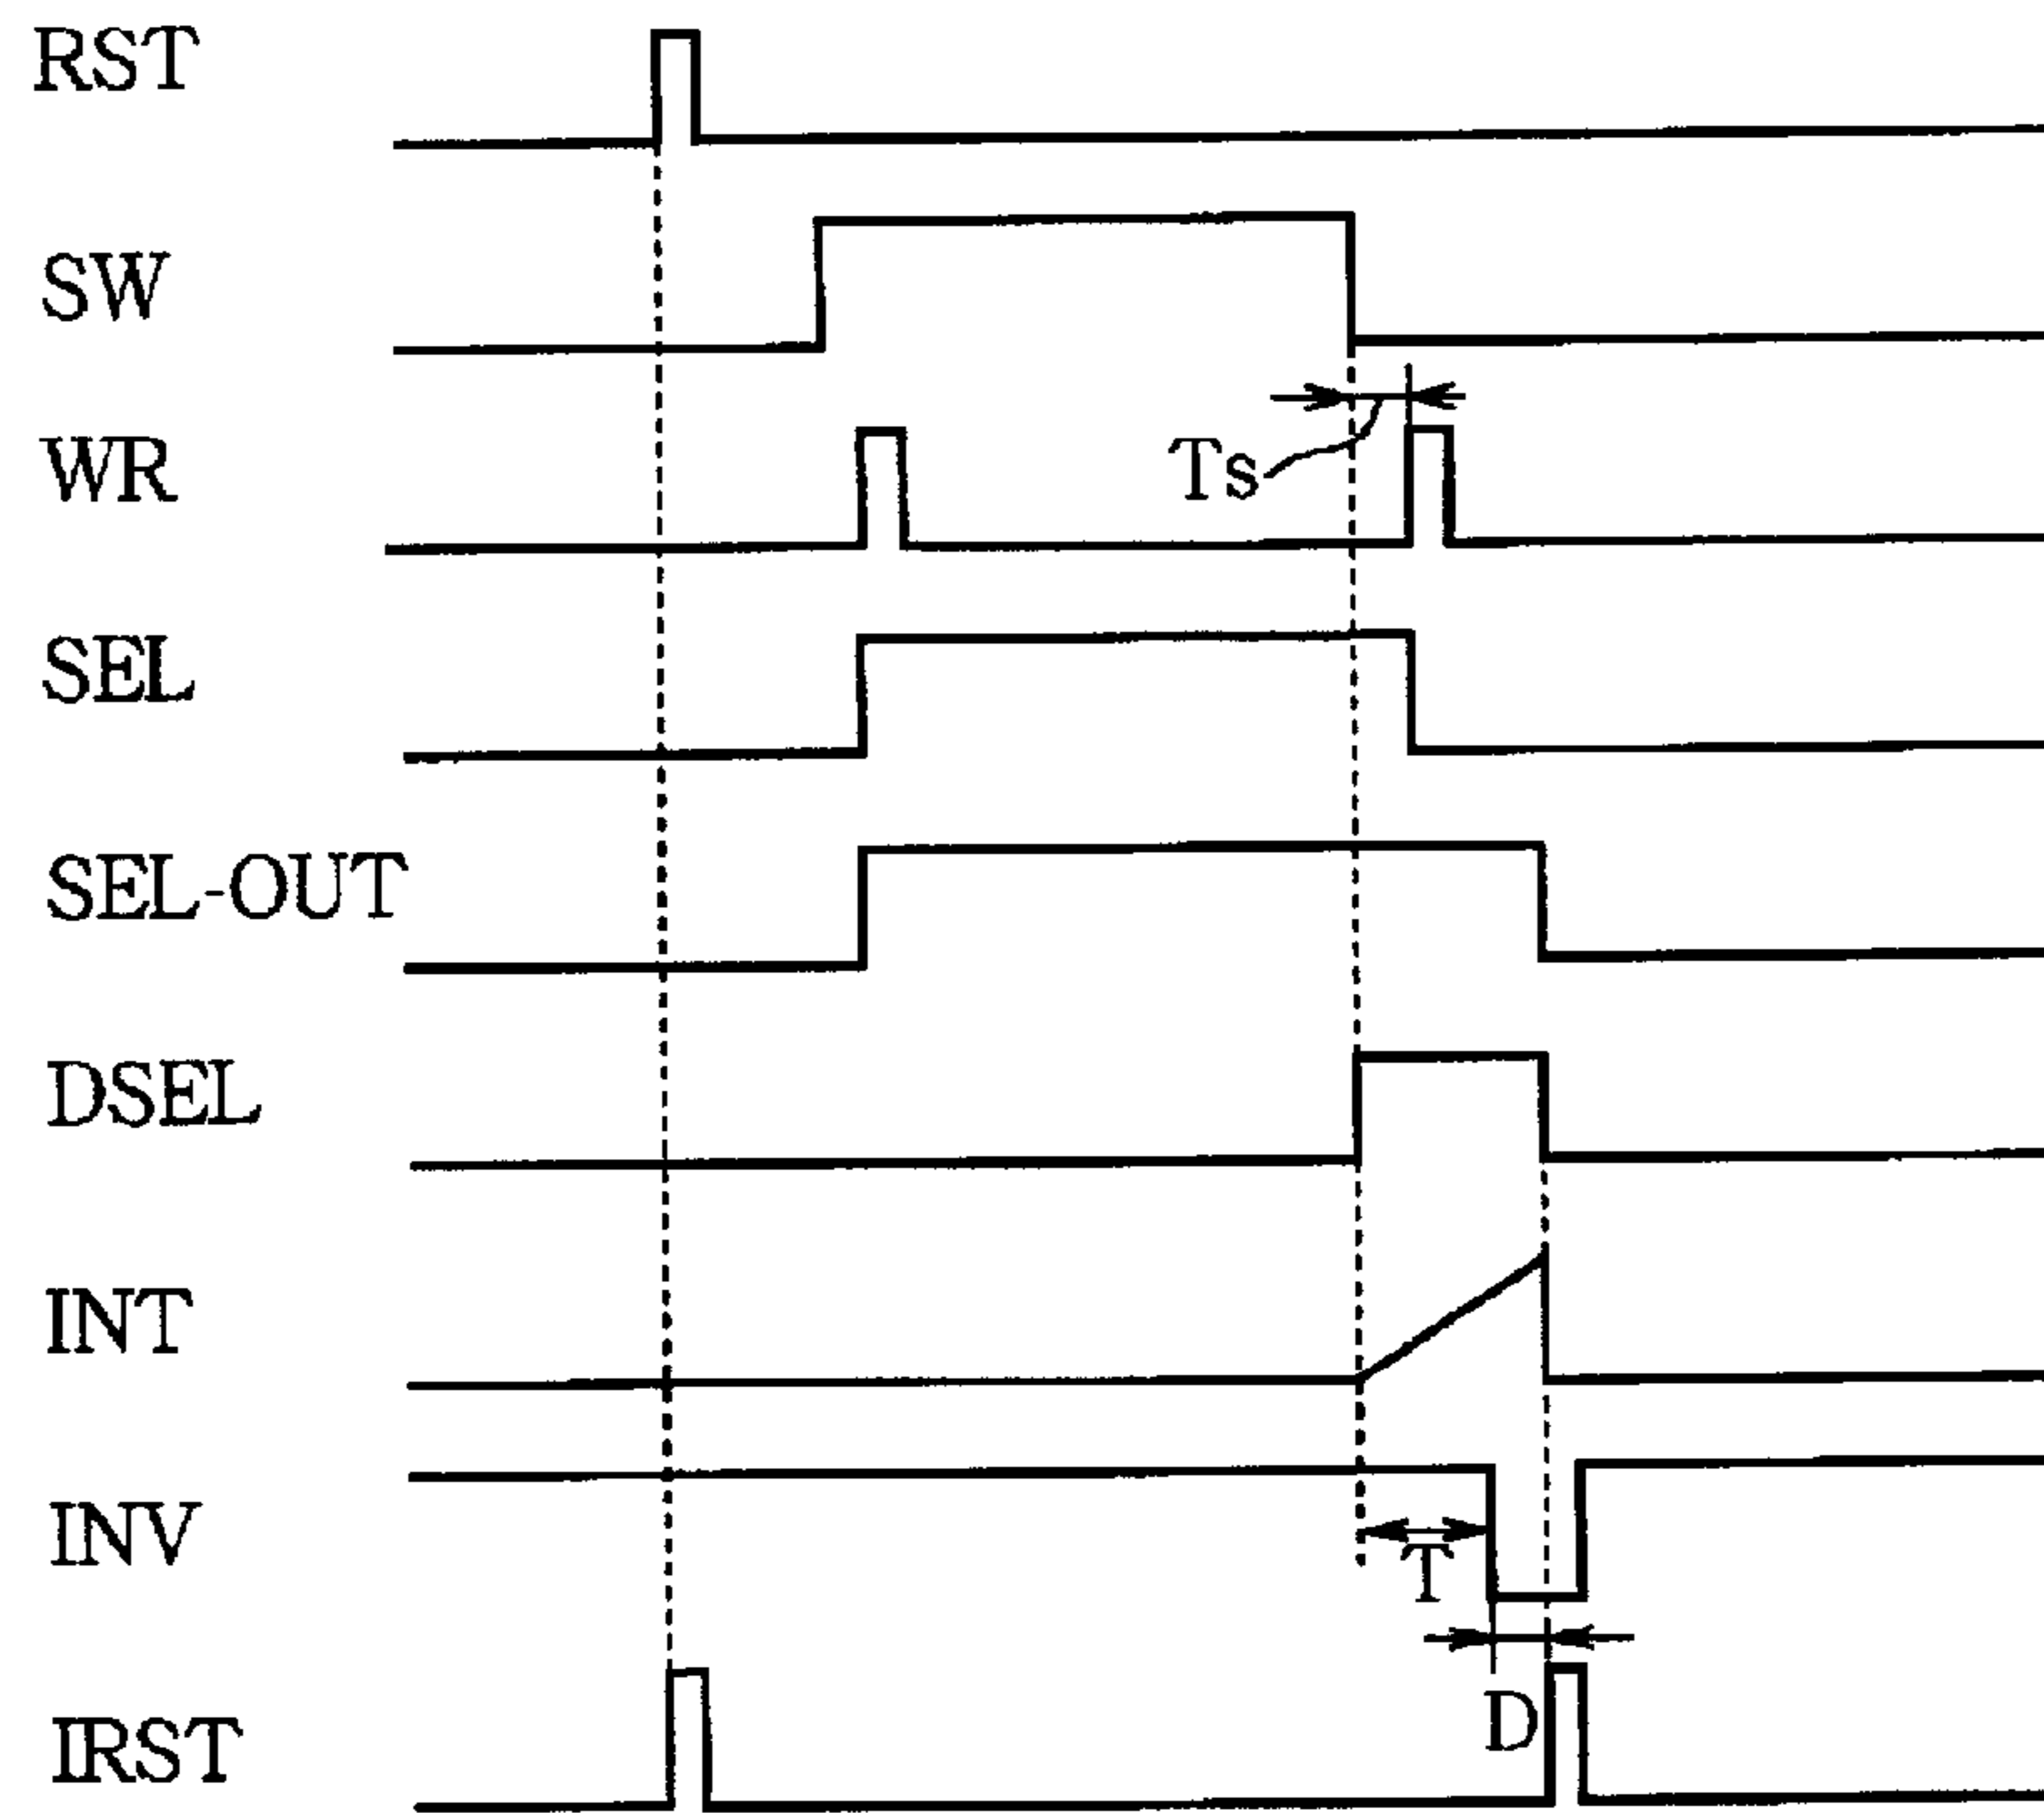 RST
SW
WR
Ts
SEL
SEL-OUT
DSEL
INT
INV
T
D
IRST